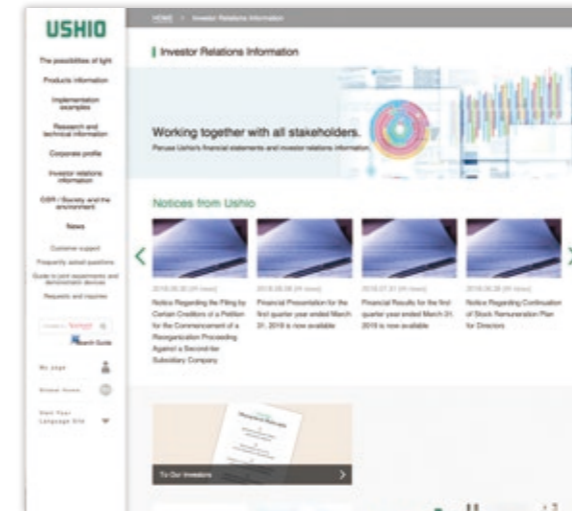 USHIO
The possibilities of light
Products information
Implementation
examples
Research and
technical information
Corporate profile
Investor relations
information
CSR / Society and the
environment
News
Customer support
Frequently asked questions
Guide to joint experiments and
demonstration devices
Requests and inquiries
Search Guide
My page
Global Home
Visit Your
Language Site
HOME > Investor Relations Information
Investor Relations Information
Working together with all stakeholders.
Peruse Ushio's financial statements and investor relations information
Notices from Ushio
Notice Regarding the Filing by
Certain Creditors of a Petition
for the Commencement of a
Reorganization Proceeding
Against a Second-tier
Subsidiary Company
Financial Presentation for the
first quarter year ended March
31, 2019 is now available
Financial Results for the first
quarter year ended March 31,
2019 is now available
Notice Regarding Continuation
of Stock Remuneration Plan
for Directors
To Our Investors